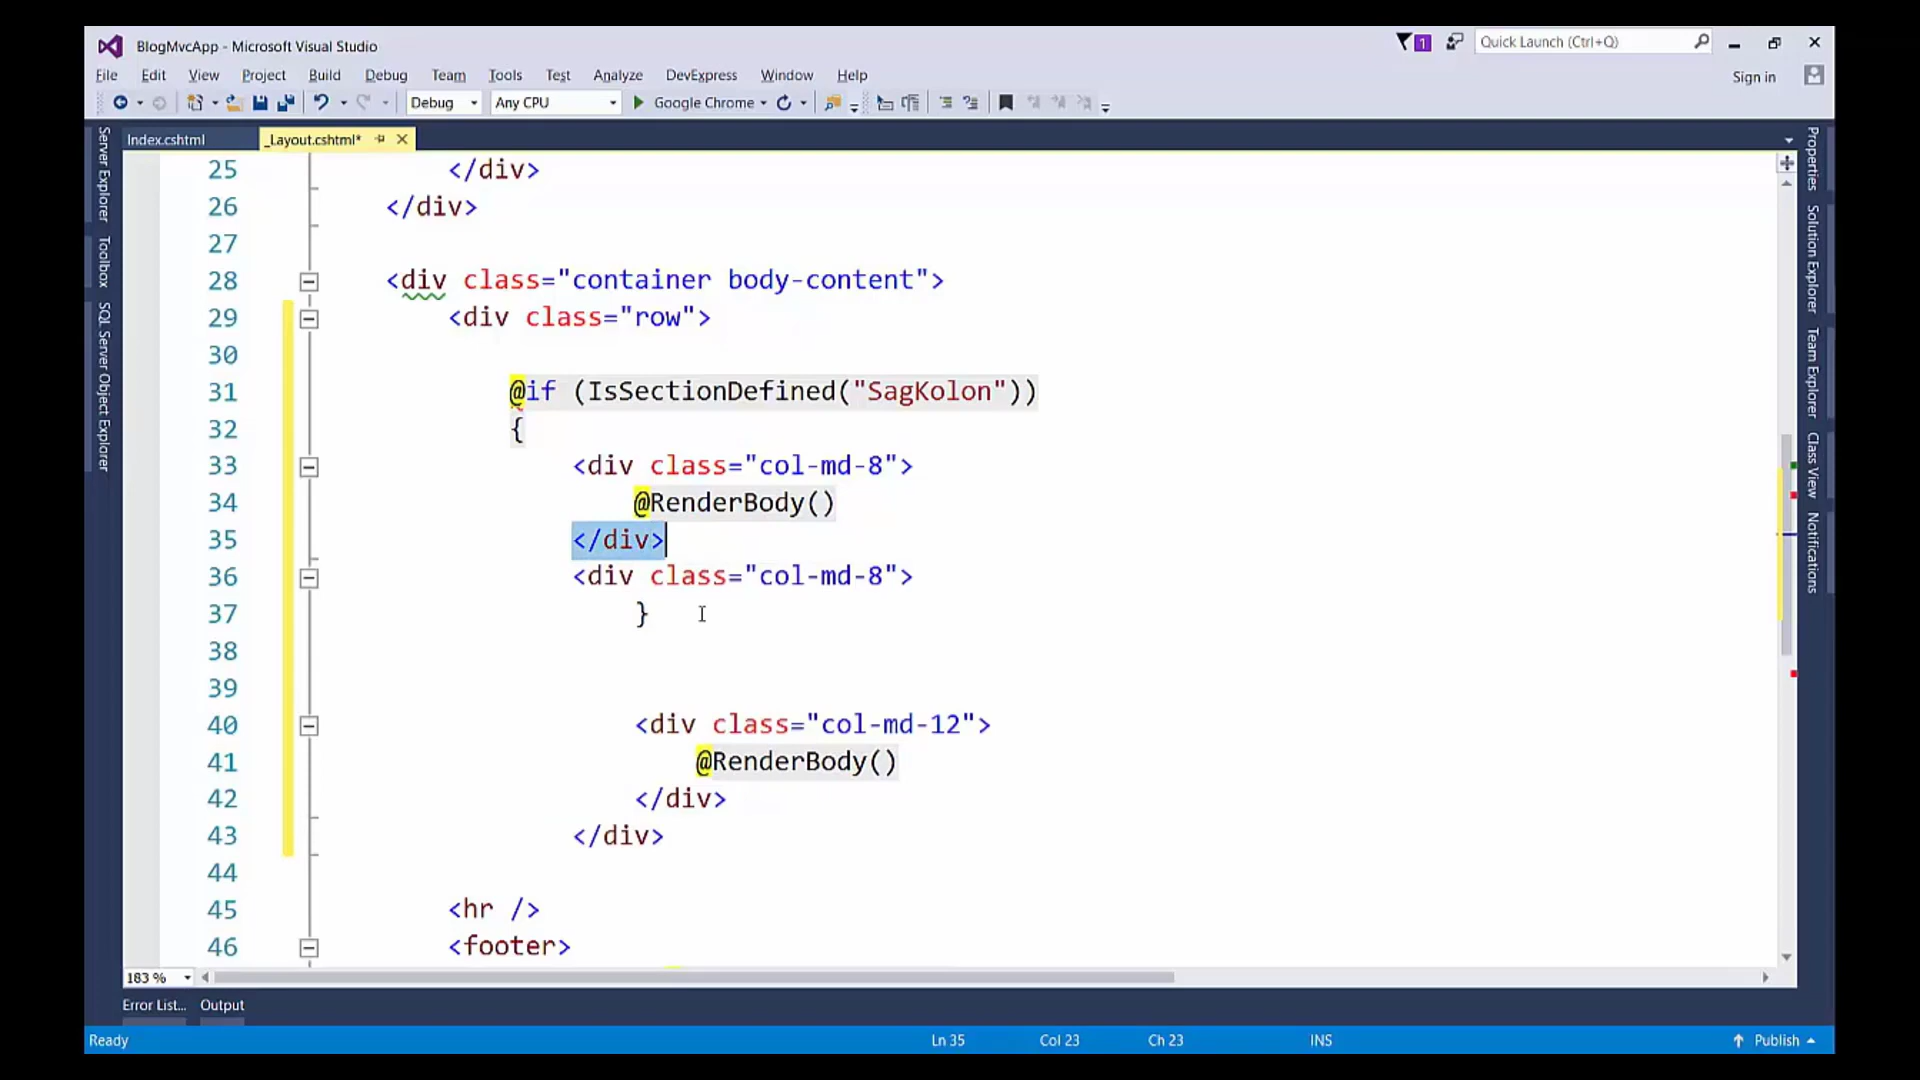 BlogMvcApp - Microsoft Visual Studio
1
Quick Launch (Ctrl+Q)
File Edit View Project Build Debug Team Tools Test Analyze DevExpress Window Help
Sign in
Debug Any CPU Google Chrome
Index.cshtml _Layout.cshtml*
Server Explorer
Toolbox
SQL Server Object Explorer
25 </div>
26 </div>
27
28 <div class="container body-content">
29 <div class="row">
30
31 @if (IsSectionDefined("SagKolon"))
32 {
33 <div class="col-md-8">
34 @RenderBody()
35 </div>
36 <div class="col-md-8">
37 }
38
39
40 <div class="col-md-12">
41 @RenderBody()
42 </div>
43 </div>
44
45 <hr />
46 <footer>
Properties
Solution Explorer
Team Explorer
Class View
Notifications
183 %
Error List... Output
Ready Ln 35 Col 23 Ch 23 INS Publish